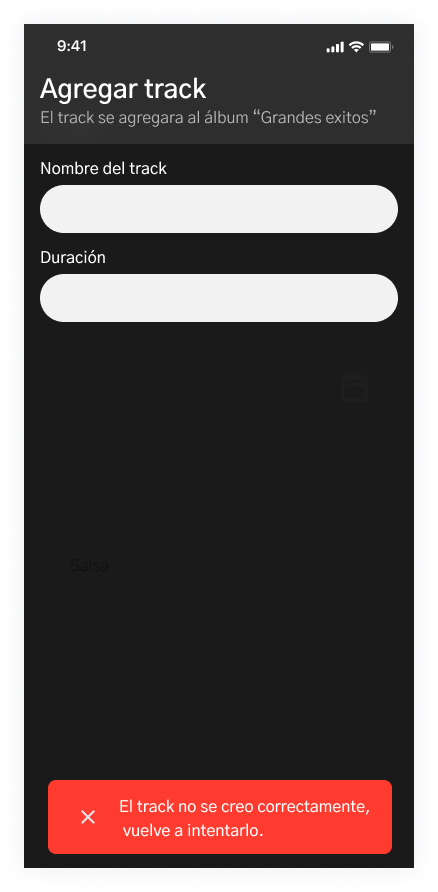 9:41
Agregar track
El track se agregara al álbum “Grandes exitos”
Nombre del track
Duración
Salsa
El track no se creo correctamente,
vuelve a intentarlo.